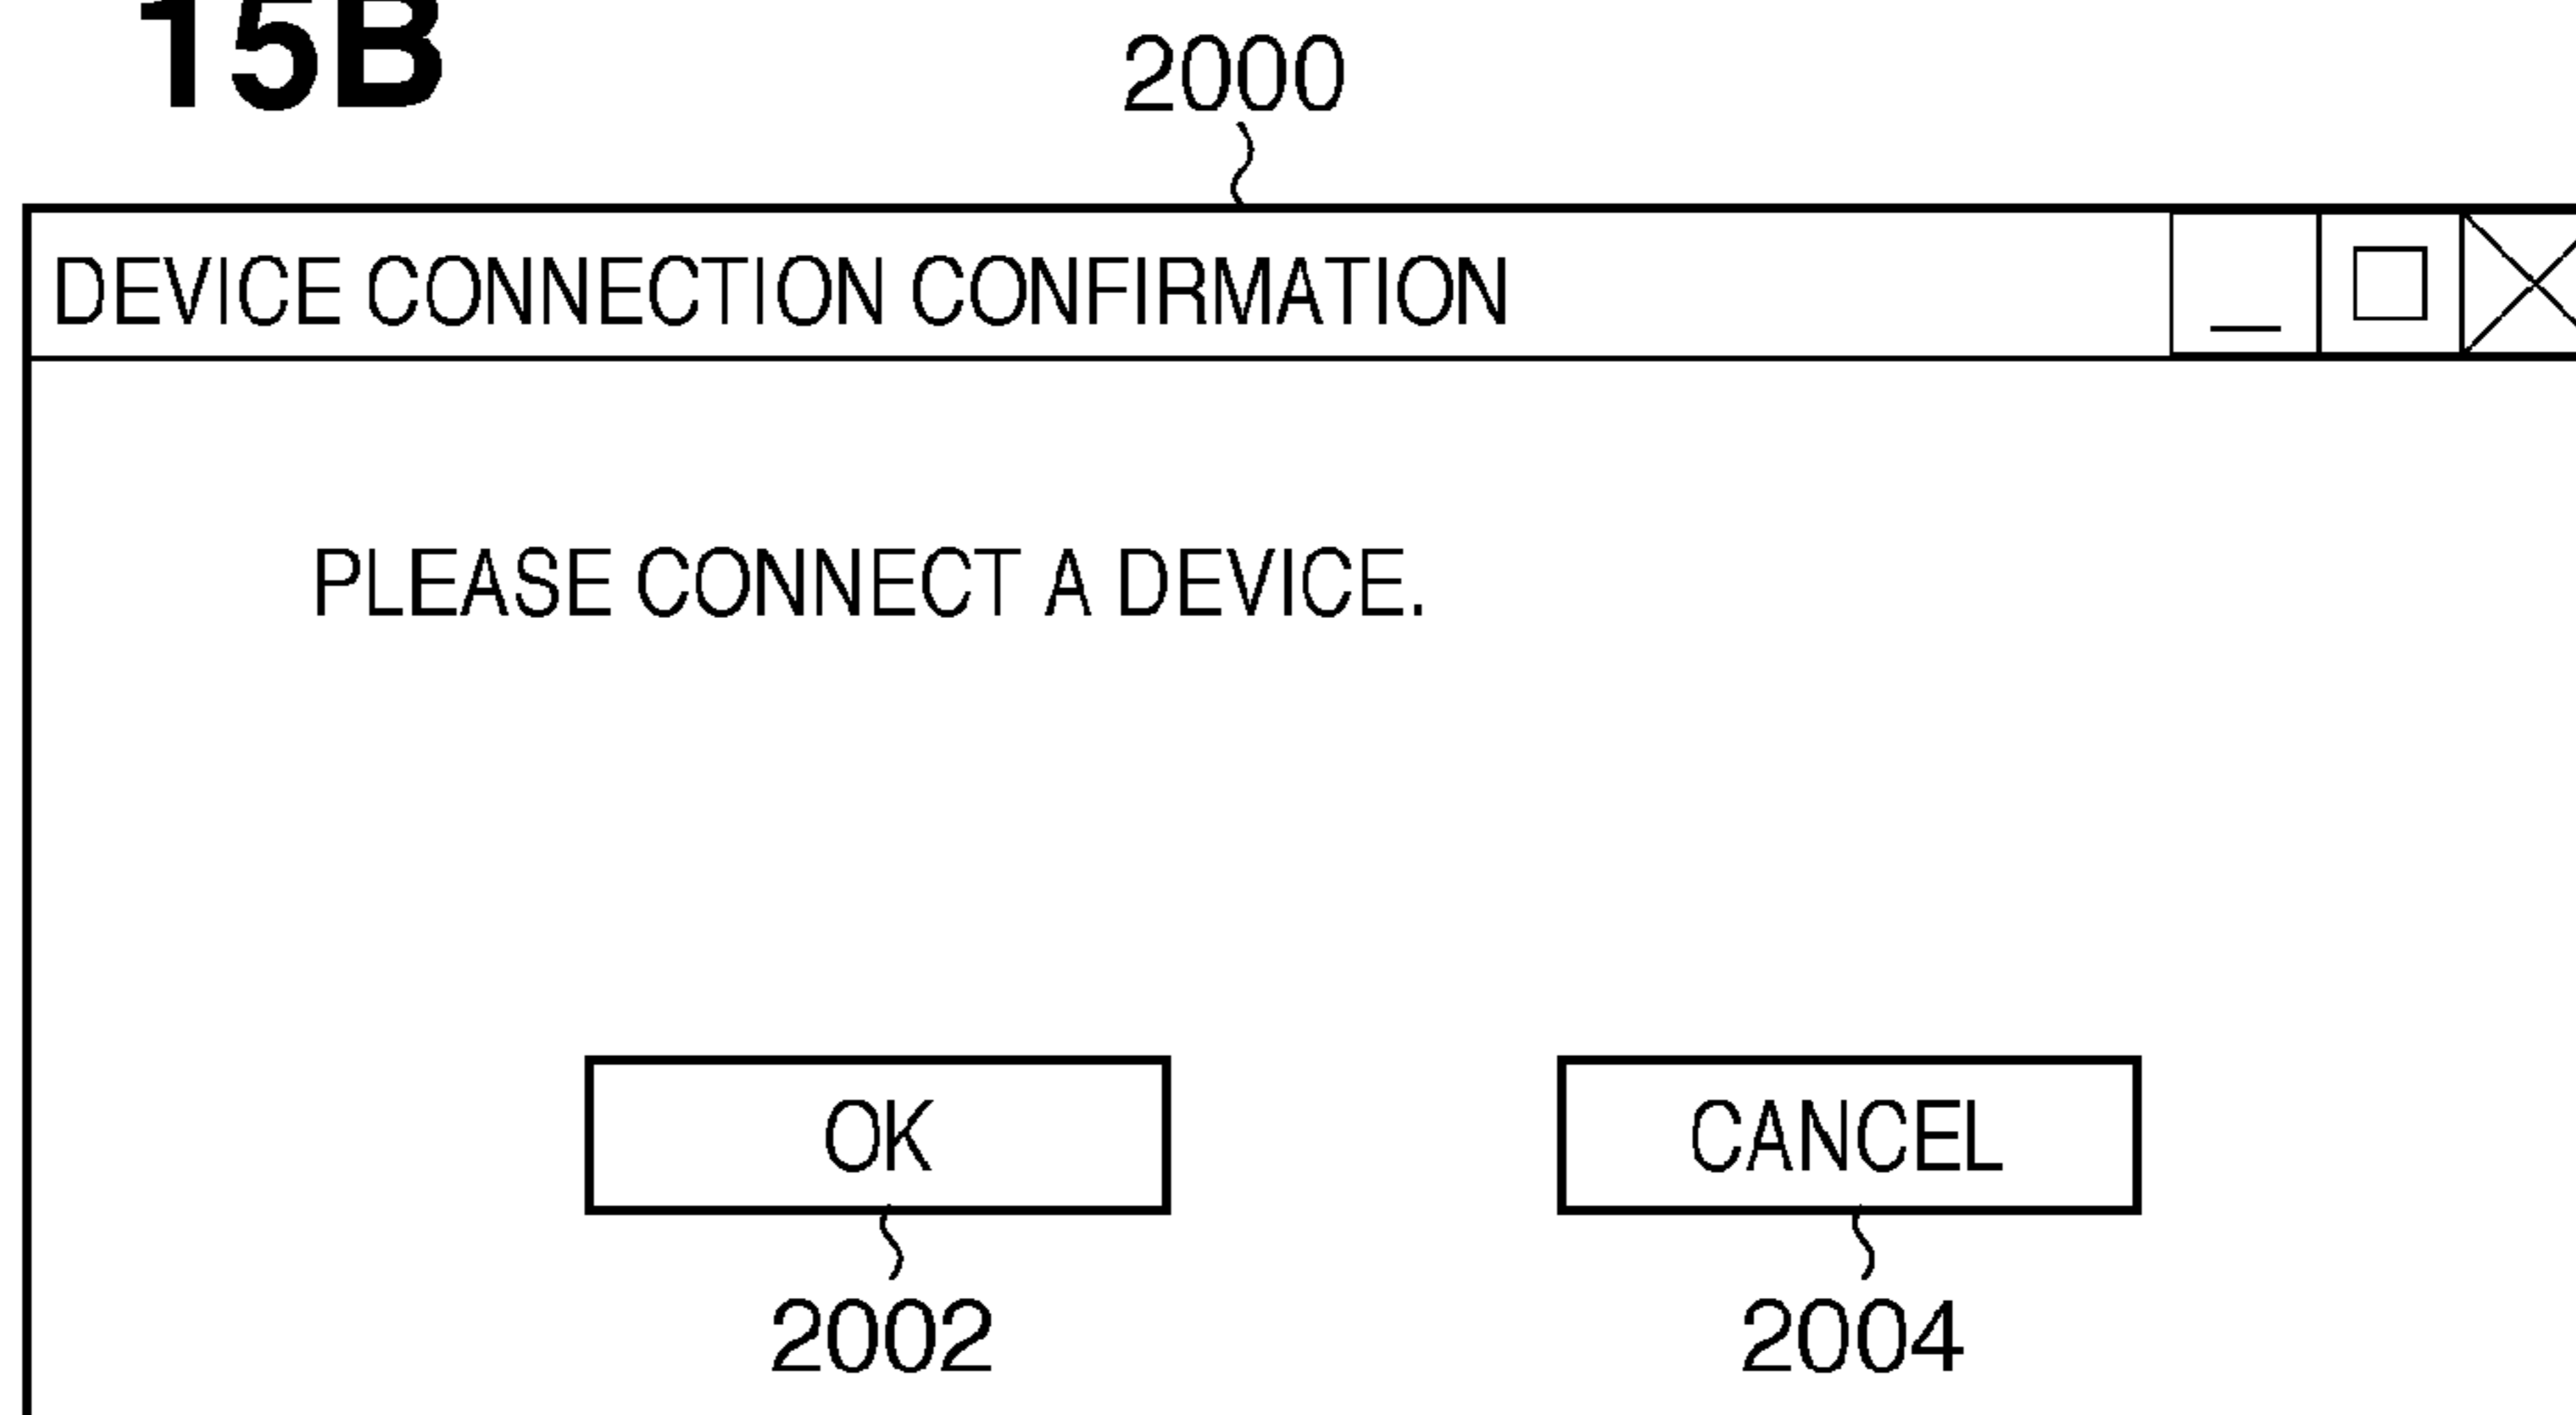 15B
2000
DEVICE CONNECTION CONFIRMATION
PLEASE CONNECT A DEVICE.
OK
CANCEL
2002
2004